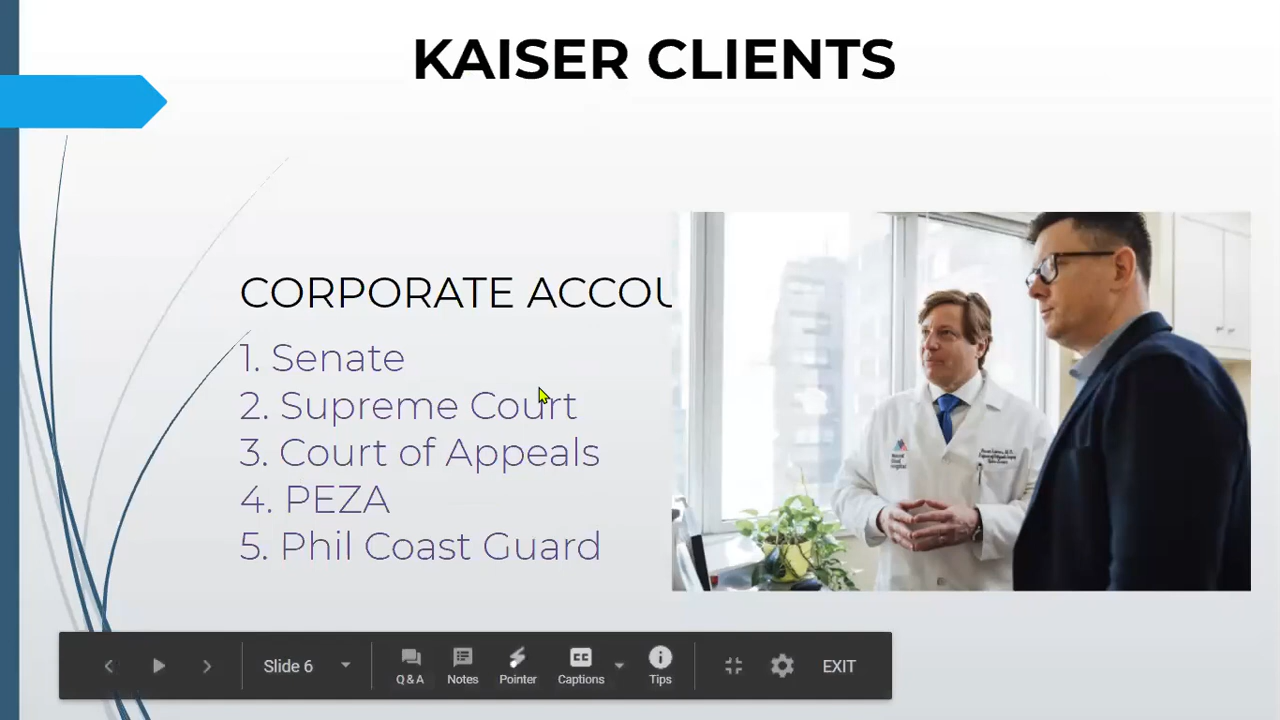 KAISER CLIENTS
CORPORATE ACCOU
1. Senate
2. Supreme Court
3. Court of Appeals
4. PEZA
5. Phil Coast Guard
Slide 6
Q & A
Notes
Pointer
CC
Captions
Tips
EXIT